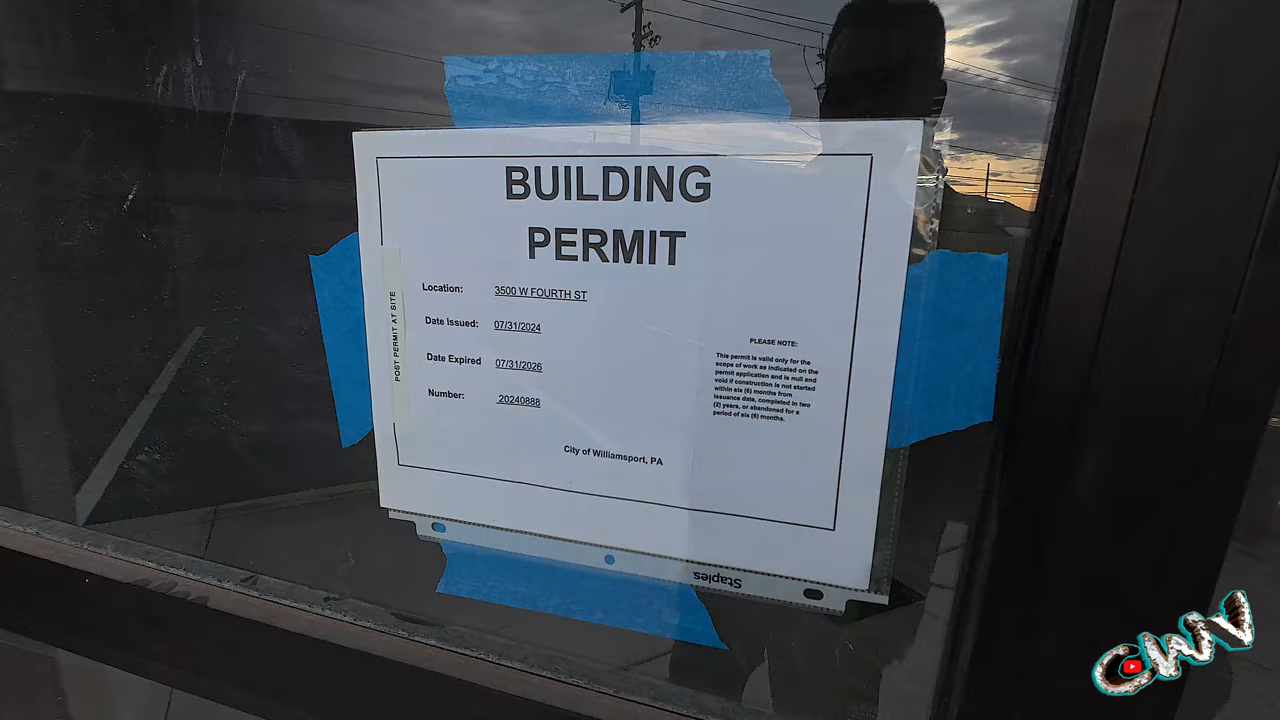 BUILDING
PERMIT
Location: 3500 W FOURTH ST
Date Issued: 07/31/2024
Date Expired 07/31/2026
Number: 20240888
POST PERMIT AT SITE
PLEASE NOTE:
This permit is valid only for the
scope of work as indicated on the
permit application and is null and
void if construction is not started
within six (6) months from
issuance date, completed in two
(2) years, or abandoned for a
period of six (6) months.
City of Williamsport, PA
Staples.
CWV